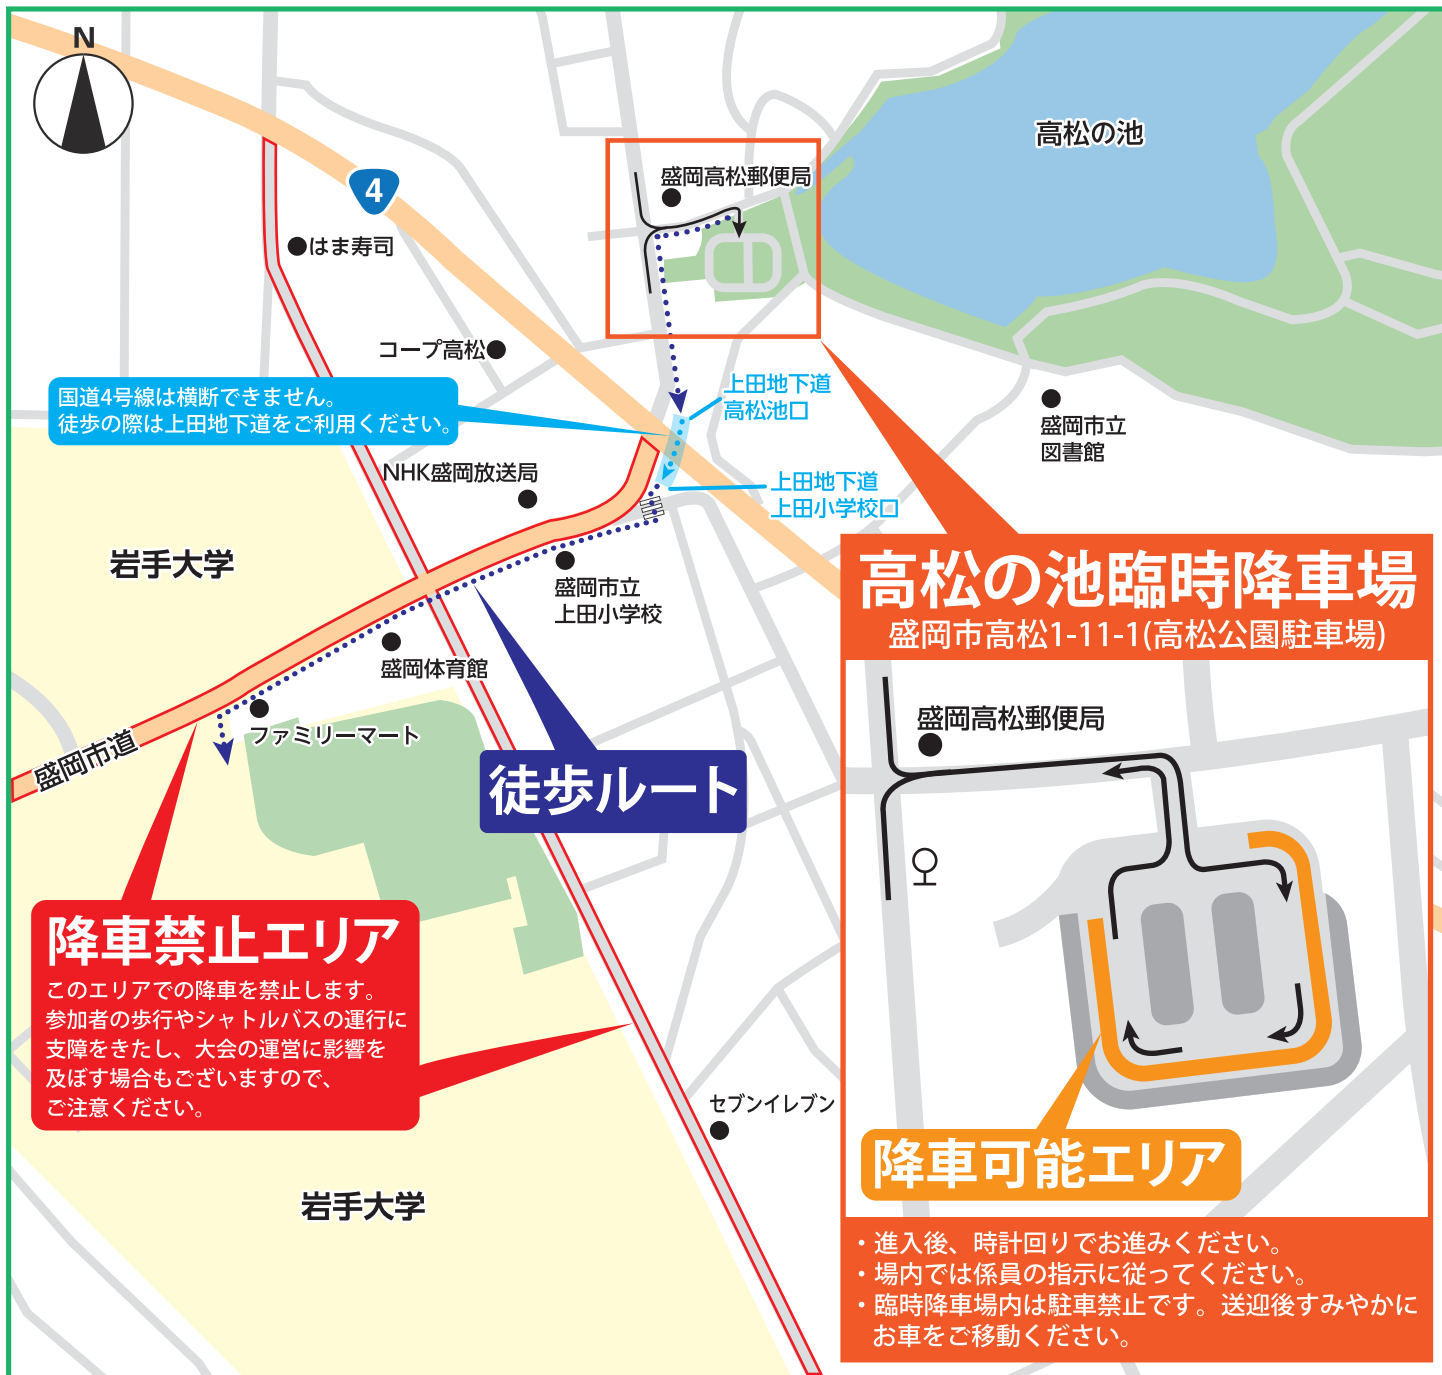 N
4
高松の池
盛岡高松郵便局
はま寿司
コープ高松
上田地下道
高松池口
国道4号線は横断できません。
徒歩の際は上田地下道をご利用ください。
盛岡市立
図書館
NHK盛岡放送局
上田地下道
上田小学校口
岩手大学
盛岡市立
上田小学校
盛岡体育館
ファミリーマート
盛岡市道
徒歩ルート
降車禁止エリア
このエリアでの降車を禁止します。
参加者の歩行やシャトルバスの運行に
支障をきたし、大会の運営に影響を
及ぼす場合もございますので、
ご注意ください。
セブンイレブン
岩手大学
高松の池臨時降車場
盛岡市高松1-11-1(高松公園駐車場)
盛岡高松郵便局
降車可能エリア
・進入後、時計回りでお進みください。
・場内では係員の指示に従ってください。
・臨時降車場内は駐車禁止です。送迎後すみやかに
お車をご移動ください。